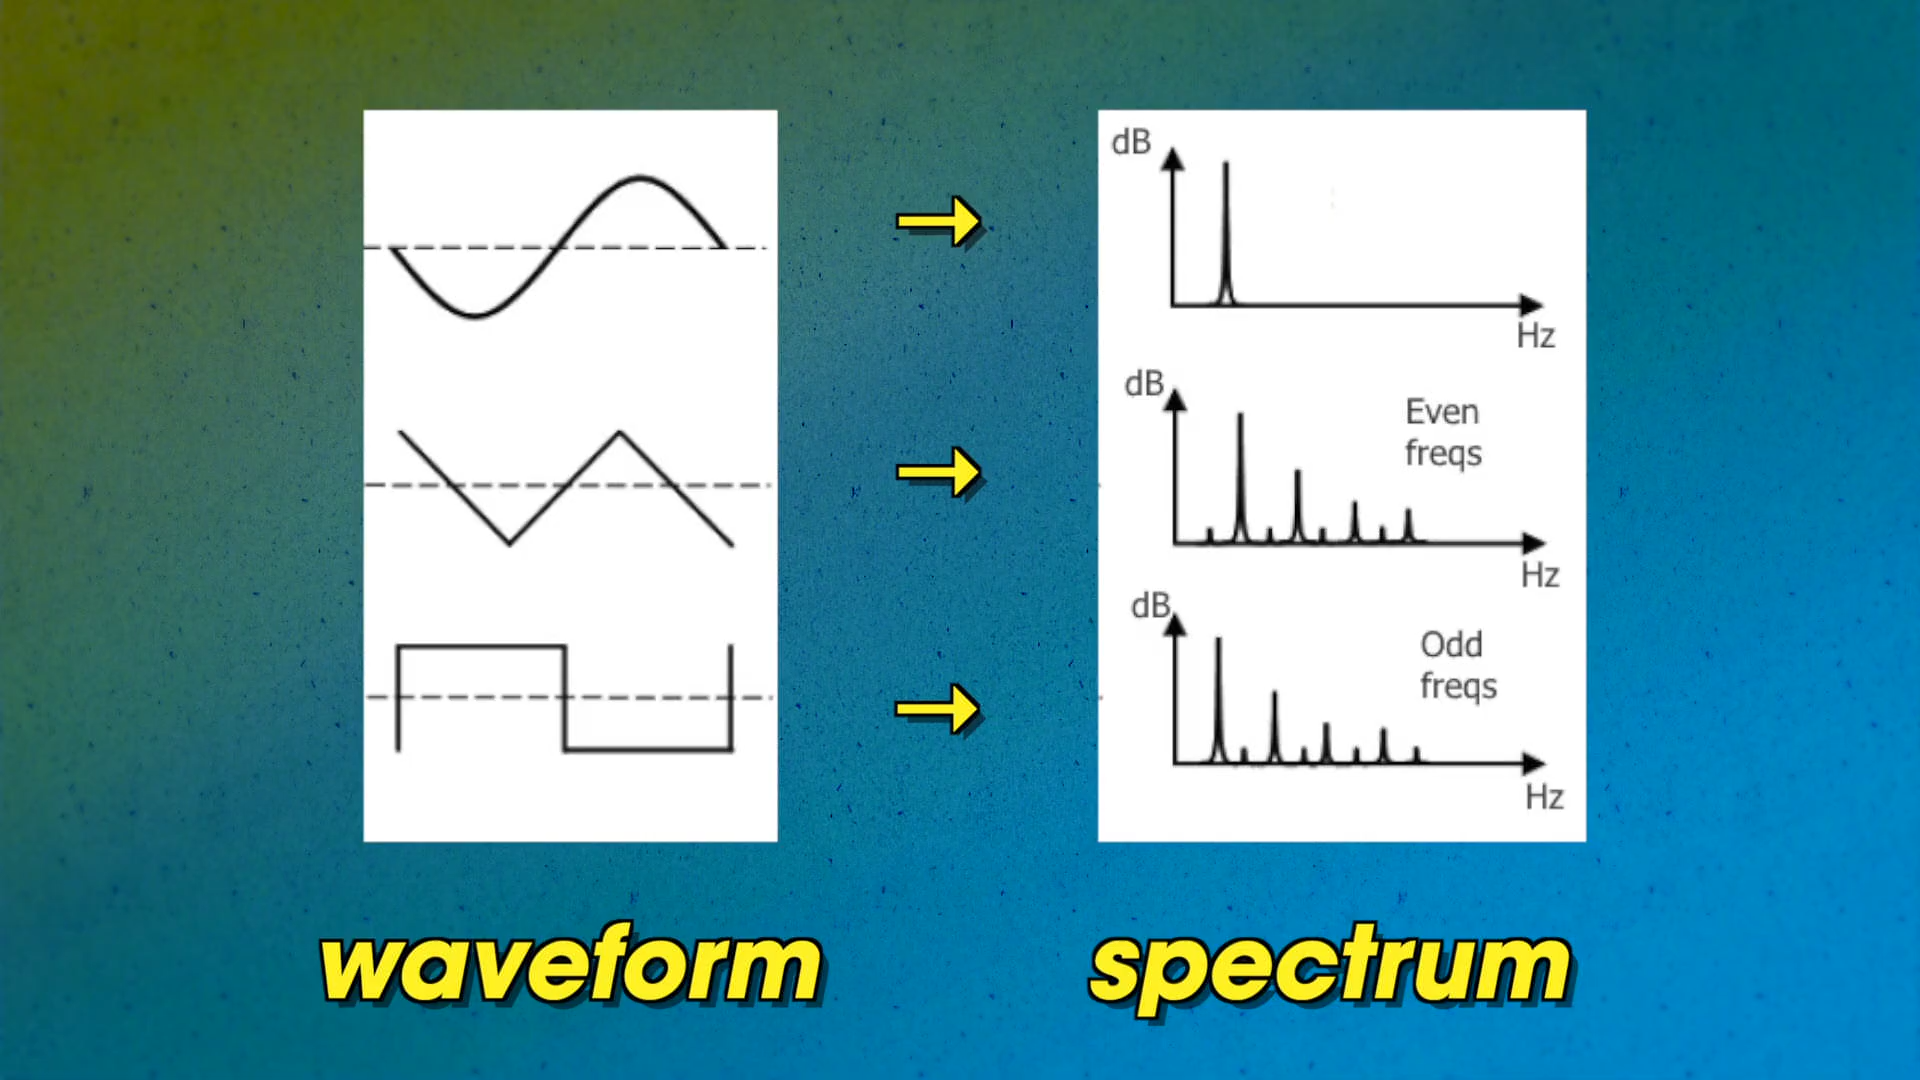 dB
Hz
dB
Even
freqs
Hz
dB
Odd
freqs
Hz
waveform
spectrum